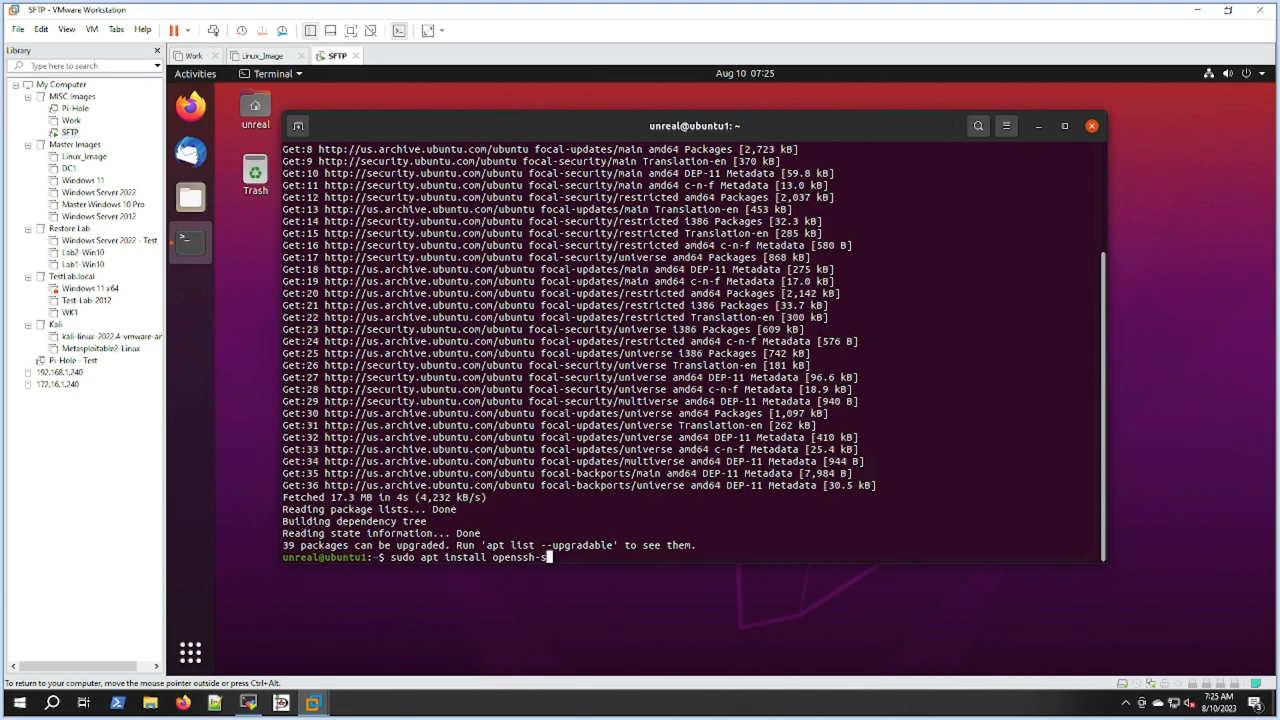 SFTP - VMware Workstation
File Edit View VM Tabs Help
Library
Type here to search
My Computer
MISC Images
Pi-Hole
Work
SFTP
Master Images
Linux_Image
DC1
Windows 11
Windows Server 2022
Master Windows 10 Pro
Windows Server 2012
Restore Lab
Windows Server 2022 - Test
Lab2-Win10
Lab1-Win10
TestLab.local
Windows 11 x64
Test-Lab-2012
WK1
Kali
kali-linux-2022.4-vmware-ar
Metasploitable2-Linux
Pi-Hole - Test
192.168.1.240
172.16.1.240
Work Linux_Image SFTP
Activities Terminal Aug 10 07:25
unreal
Trash
unreal@ubuntu1: ~
Get:8 http://us.archive.ubuntu.com/ubuntu focal-updates/main amd64 Packages [2,723 kB]
Get:9 http://security.ubuntu.com/ubuntu focal-security/main Translation-en [370 kB]
Get:10 http://security.ubuntu.com/ubuntu focal-security/main amd64 DEP-11 Metadata [59.8 kB]
Get:11 http://security.ubuntu.com/ubuntu focal-security/main amd64 c-n-f Metadata [13.0 kB]
Get:12 http://security.ubuntu.com/ubuntu focal-security/restricted amd64 Packages [2,037 kB]
Get:13 http://us.archive.ubuntu.com/ubuntu focal-updates/main Translation-en [453 kB]
Get:14 http://security.ubuntu.com/ubuntu focal-security/restricted i386 Packages [32.3 kB]
Get:15 http://security.ubuntu.com/ubuntu focal-security/restricted Translation-en [285 kB]
Get:16 http://security.ubuntu.com/ubuntu focal-security/restricted amd64 c-n-f Metadata [580 B]
Get:17 http://security.ubuntu.com/ubuntu focal-security/universe amd64 Packages [868 kB]
Get:18 http://us.archive.ubuntu.com/ubuntu focal-updates/main amd64 DEP-11 Metadata [275 kB]
Get:19 http://us.archive.ubuntu.com/ubuntu focal-updates/main amd64 c-n-f Metadata [17.0 kB]
Get:20 http://us.archive.ubuntu.com/ubuntu focal-updates/restricted amd64 Packages [2,142 kB]
Get:21 http://us.archive.ubuntu.com/ubuntu focal-updates/restricted i386 Packages [33.7 kB]
Get:22 http://us.archive.ubuntu.com/ubuntu focal-updates/restricted Translation-en [300 kB]
Get:23 http://security.ubuntu.com/ubuntu focal-security/universe i386 Packages [609 kB]
Get:24 http://us.archive.ubuntu.com/ubuntu focal-updates/restricted amd64 c-n-f Metadata [576 B]
Get:25 http://us.archive.ubuntu.com/ubuntu focal-updates/universe i386 Packages [742 kB]
Get:26 http://security.ubuntu.com/ubuntu focal-security/universe Translation-en [181 kB]
Get:27 http://security.ubuntu.com/ubuntu focal-security/universe amd64 DEP-11 Metadata [96.6 kB]
Get:28 http://security.ubuntu.com/ubuntu focal-security/universe amd64 c-n-f Metadata [18.9 kB]
Get:29 http://security.ubuntu.com/ubuntu focal-security/multiverse amd64 DEP-11 Metadata [940 B]
Get:30 http://us.archive.ubuntu.com/ubuntu focal-updates/universe amd64 Packages [1,097 kB]
Get:31 http://us.archive.ubuntu.com/ubuntu focal-updates/universe Translation-en [262 kB]
Get:32 http://us.archive.ubuntu.com/ubuntu focal-updates/universe amd64 DEP-11 Metadata [410 kB]
Get:33 http://us.archive.ubuntu.com/ubuntu focal-updates/universe amd64 c-n-f Metadata [25.4 kB]
Get:34 http://us.archive.ubuntu.com/ubuntu focal-updates/multiverse amd64 DEP-11 Metadata [944 B]
Get:35 http://us.archive.ubuntu.com/ubuntu focal-backports/main amd64 DEP-11 Metadata [7,984 B]
Get:36 http://us.archive.ubuntu.com/ubuntu focal-backports/universe amd64 DEP-11 Metadata [30.5 kB]
Fetched 17.3 MB in 4s (4,232 kB/s)
Reading package lists... Done
Building dependency tree
Reading state information... Done
39 packages can be upgraded. Run 'apt list --upgradable' to see them.
unreal@ubuntu1:~$ sudo apt install openssh-s
To return to your computer, move the mouse pointer outside or press Ctrl+Alt.
7:25 AM
8/10/2023